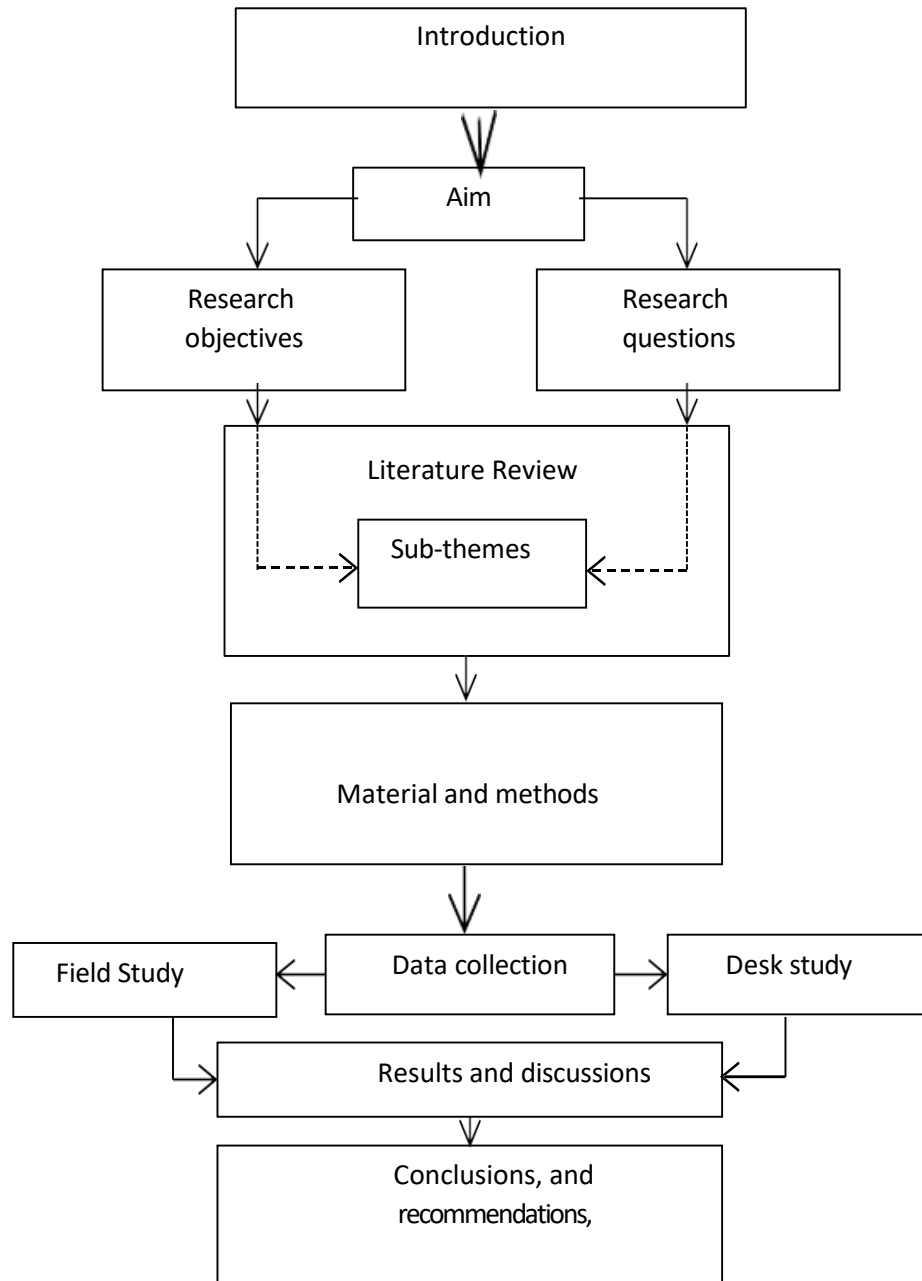 Introduction
Aim
Research
objectives
Research
questions
Literature Review
Sub-themes
Material and methods
Field Study
Data collection
Desk study
Results and discussions
Conclusions, and
recommendations,